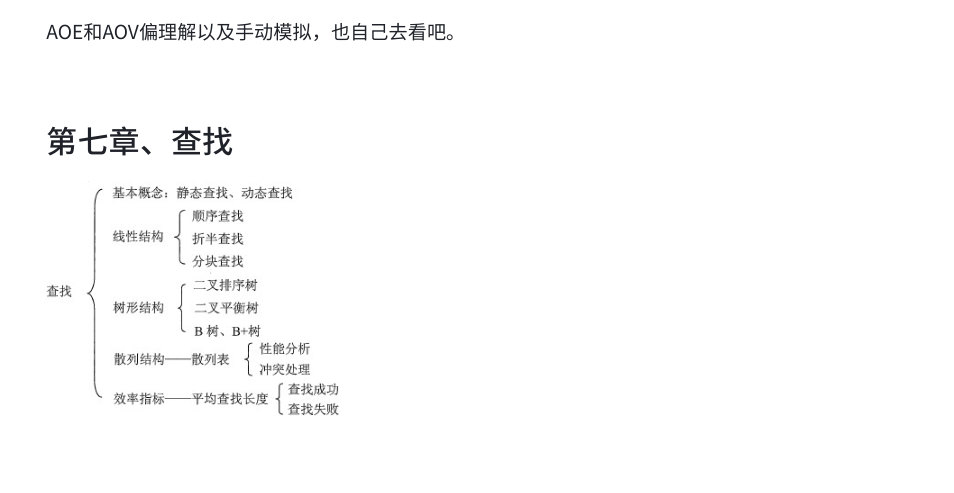 AOE和AOV偏理解以及手动模拟，也自己去看吧。
第七章、查找
基本概念：静态查找、动态查找
线性结构
顺序查找
折半查找
分块查找
查找
树形结构
二叉排序树
二叉平衡树
B 树、B+树
散列结构——散列表
性能分析
冲突处理
效率指标——平均查找长度
查找成功
查找失败